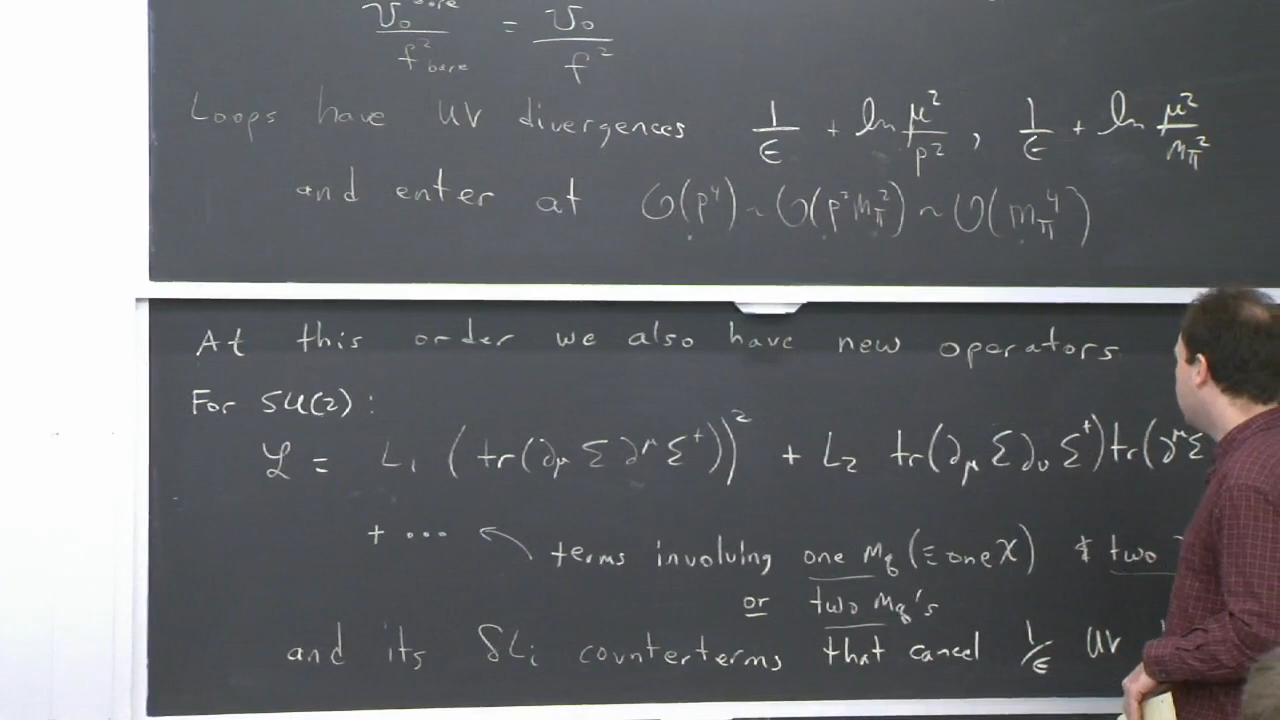 v₀^bare / f²_bare = v₀ / f²
Loops have UV divergences 1/ϵ + ln μ²/p² , 1/ϵ + ln μ²/m_π²
and enter at O(p⁴) ~ O(p²m_π²) ~ O(m_π⁴)
At this order we also have new operators
For SU(2):
ℒ = L₁ (tr(∂_μ Σ ∂^μ Σ†))² + L₂ tr(∂_μ Σ ∂_ν Σ†) tr(∂^μ Σ
+ ... terms involving one m_q (≡ one χ) & two
or two m_q's
and its δL_i counterterms that cancel 1/ϵ UV